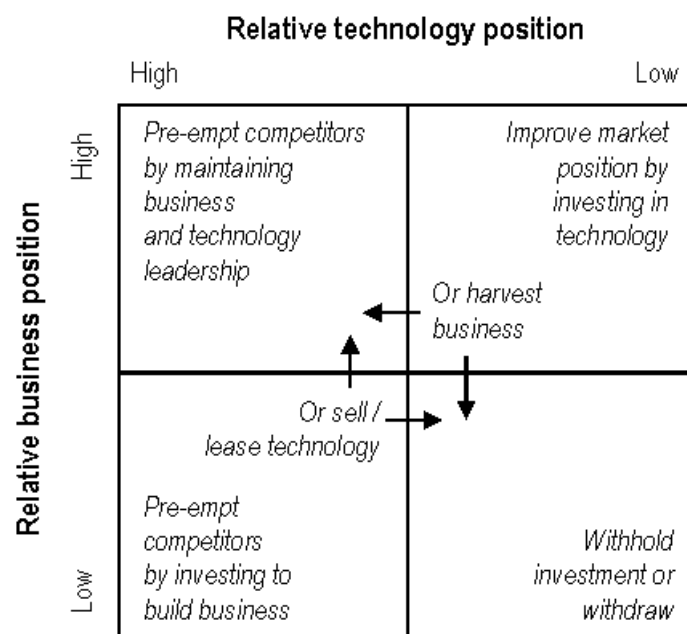 Relative technology position
High
Low
Relative business position
High
Low
Pre-empt competitors
by maintaining
business
and technology
leadership
Improve market
position by
investing in
technology
Or harvest
business
Or sell /
lease technology
Pre-empt
competitors
by investing to
build business
Withhold
investment or
withdraw